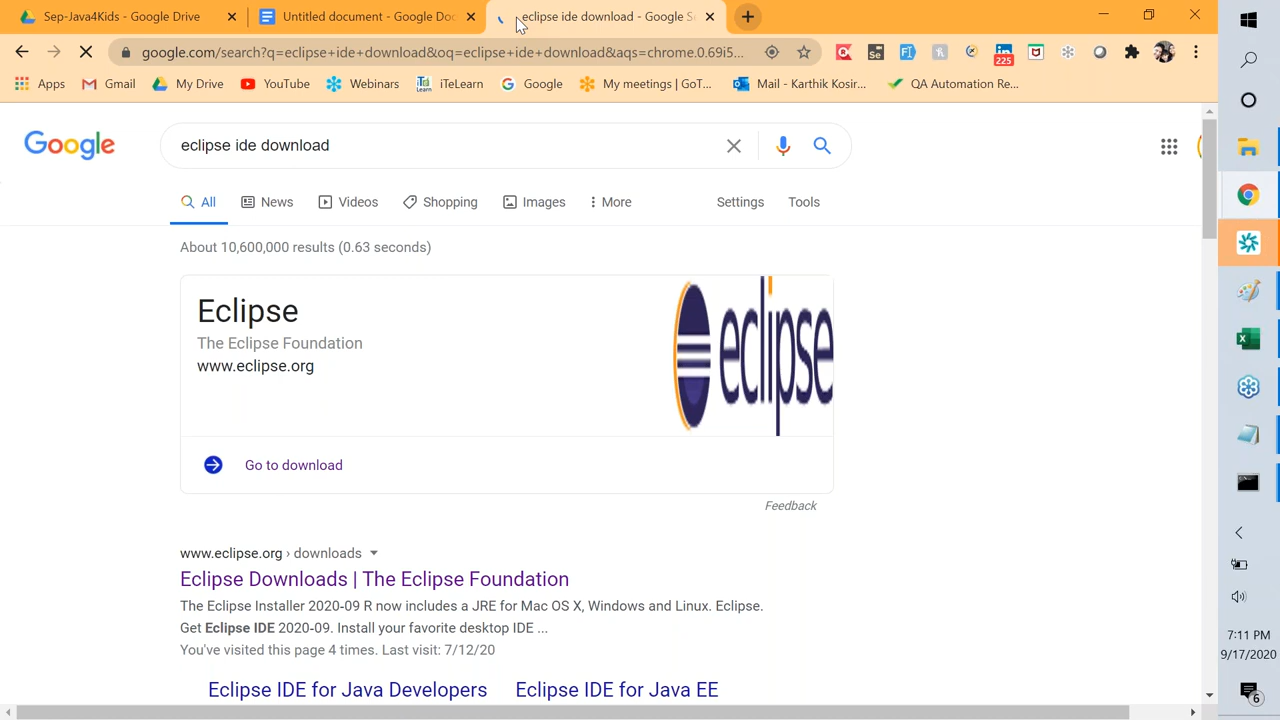 Sep-Java4Kids - Google Drive
Untitled document - Google Doc
eclipse ide download - Google Se
google.com/search?q=eclipse+ide+download&oq=eclipse+ide+download&aqs=chrome.0.69i5...
225
Apps
Gmail
My Drive
YouTube
Webinars
iTeLearn
Google
My meetings | GoT...
Mail - Karthik Kosir...
QA Automation Re...
Google
eclipse ide download
All
News
Videos
Shopping
Images
More
Settings
Tools
About 10,600,000 results (0.63 seconds)
Eclipse
The Eclipse Foundation
www.eclipse.org
eclipse
Go to download
Feedback
www.eclipse.org › downloads
Eclipse Downloads | The Eclipse Foundation
The Eclipse Installer 2020-09 R now includes a JRE for Mac OS X, Windows and Linux. Eclipse.
Get Eclipse IDE 2020-09. Install your favorite desktop IDE ...
You've visited this page 4 times. Last visit: 7/12/20
Eclipse IDE for Java Developers
Eclipse IDE for Java EE
7:11 PM
9/17/2020
6